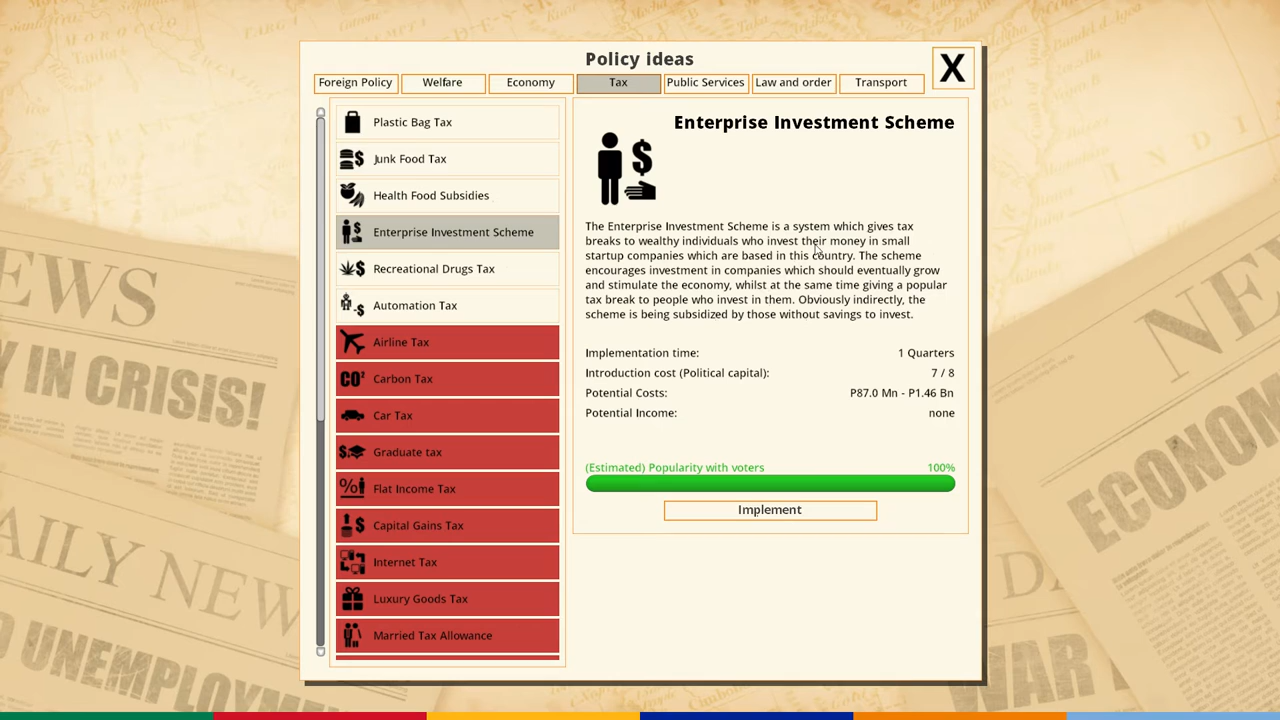 Policy ideas
X
Foreign Policy
Welfare
Economy
Tax
Public Services
Law and order
Transport
Plastic Bag Tax
Junk Food Tax
Health Food Subsidies
Enterprise Investment Scheme
Recreational Drugs Tax
Automation Tax
Airline Tax
CO² Carbon Tax
Car Tax
Graduate tax
Flat Income Tax
Capital Gains Tax
Internet Tax
Luxury Goods Tax
Married Tax Allowance
Enterprise Investment Scheme
The Enterprise Investment Scheme is a system which gives tax
breaks to wealthy individuals who invest their money in small
startup companies which are based in this country. The scheme
encourages investment in companies which should eventually grow
and stimulate the economy, whilst at the same time giving a popular
tax break to people who invest in them. Obviously indirectly, the
scheme is being subsidized by those without savings to invest.
Implementation time: 1 Quarters
Introduction cost (Political capital): 7 / 8
Potential Costs: P87.0 Mn - P1.46 Bn
Potential Income: none
(Estimated) Popularity with voters 100%
Implement
EWS
Y IN CRISIS!
AILY NEW
UNEMPLOYM
NE
ECONO
DA
WAR